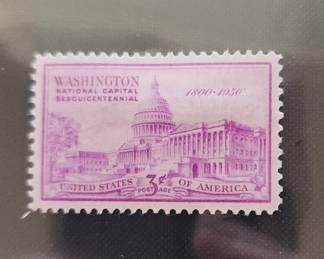 WASHINGTON
NATIONAL CAPITAL
SESQUICENTENNIAL
1800-1950
UNITED STATES 3¢ OF AMERICA
POSTAGE